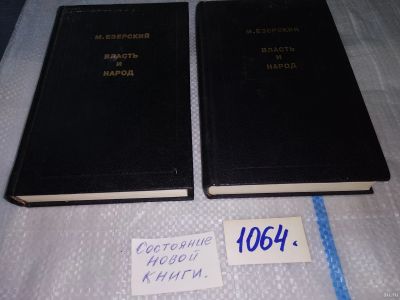 М. ЕЗЕРСКИЙ
ВЛАСТЬ
И
НАРОД
М. ЕЗЕРСКИЙ
ВЛАСТЬ
И
НАРОД
Состояние
новой
книги.
1064.